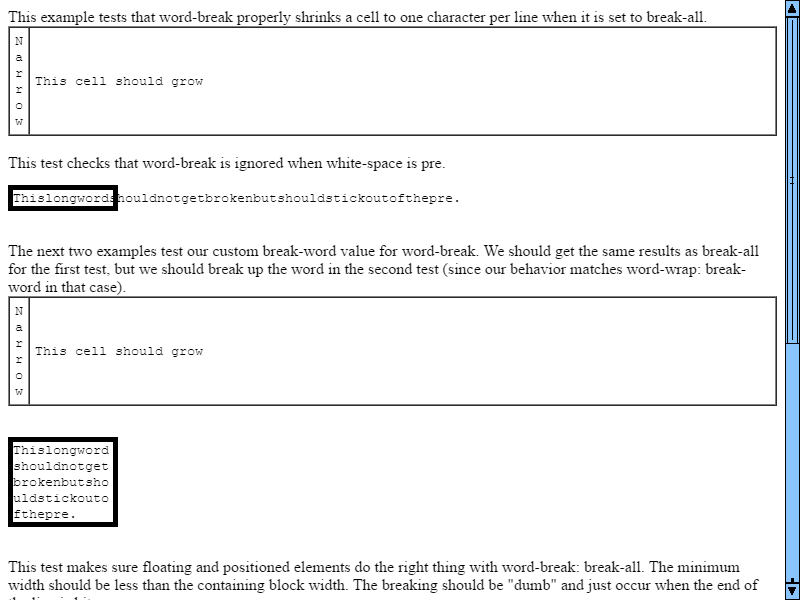 This example tests that word-break properly shrinks a cell to one character per line when it is set to break-all.
N
a
r
r
o
w
This cell should grow
This test checks that word-break is ignored when white-space is pre.
Thislongwordshouldnotgetbrokenbutshouldstickoutofthepre.
The next two examples test our custom break-word value for word-break. We should get the same results as break-all
for the first test, but we should break up the word in the second test (since our behavior matches word-wrap: break-
word in that case).
N
a
r
r
o
w
This cell should grow
Thislongword
shouldnotget
brokenbutsho
uldstickouto
fthepre.
This test makes sure floating and positioned elements do the right thing with word-break: break-all. The minimum
width should be less than the containing block width. The breaking should be "dumb" and just occur when the end of